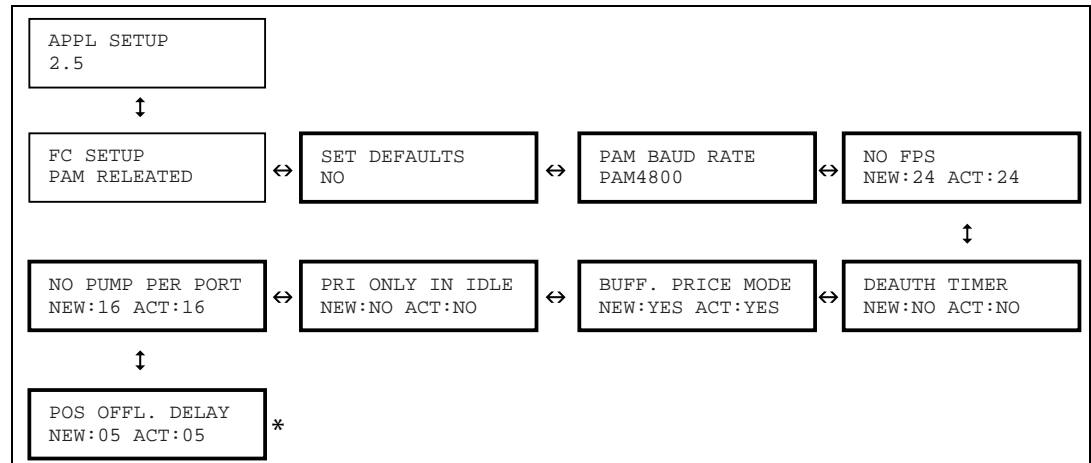 APPL SETUP
2.5
FC SETUP
PAM RELEATED
SET DEFAULTS
NO
PAM BAUD RATE
PAM4800
NO FPS
NEW:24 ACT:24
NO PUMP PER PORT
NEW:16 ACT:16
PRI ONLY IN IDLE
NEW:NO ACT:NO
BUFF. PRICE MODE
NEW:YES ACT:YES
DEAUTH TIMER
NEW:NO ACT:NO
POS OFFL. DELAY
NEW:05 ACT:05
*